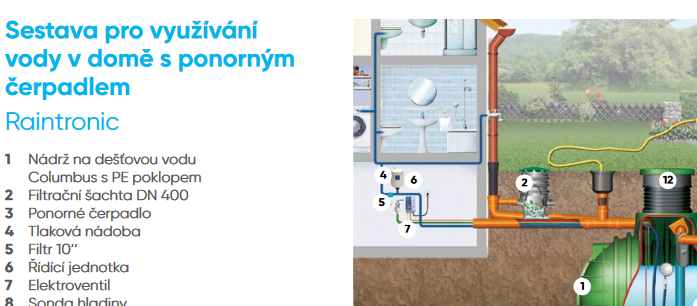 Sestava pro využívání
vody v domě s ponorným
čerpadlem
Raintronic
1 Nádrž na dešťovou vodu
Columbus s PE poklopem
2 Filtrační šachta DN 400
3 Ponorné čerpadlo
4 Tlaková nádoba
5 Filtr 10‘‘
6 Řídící jednotka
7 Elektroventil
8 Sonda hladiny
4
6
5
7
2
12
1